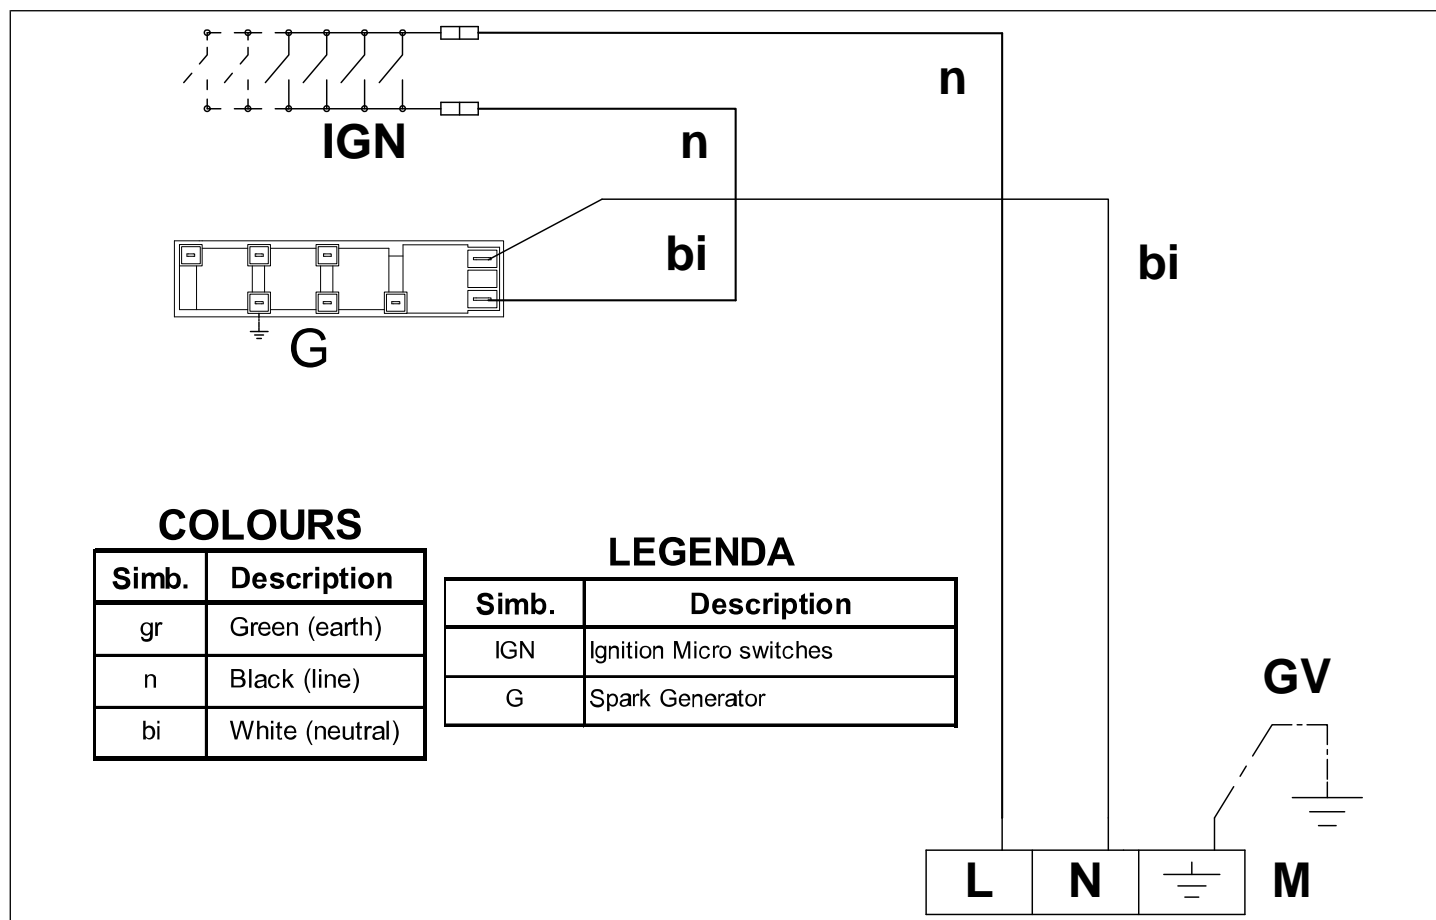 n
IGN
n
bi
bi
G
COLOURS
Simb. Description
gr Green (earth)
n Black (line)
bi White (neutral)
LEGENDA
Simb. Description
IGN Ignition Micro switches
G Spark Generator
GV
L N M